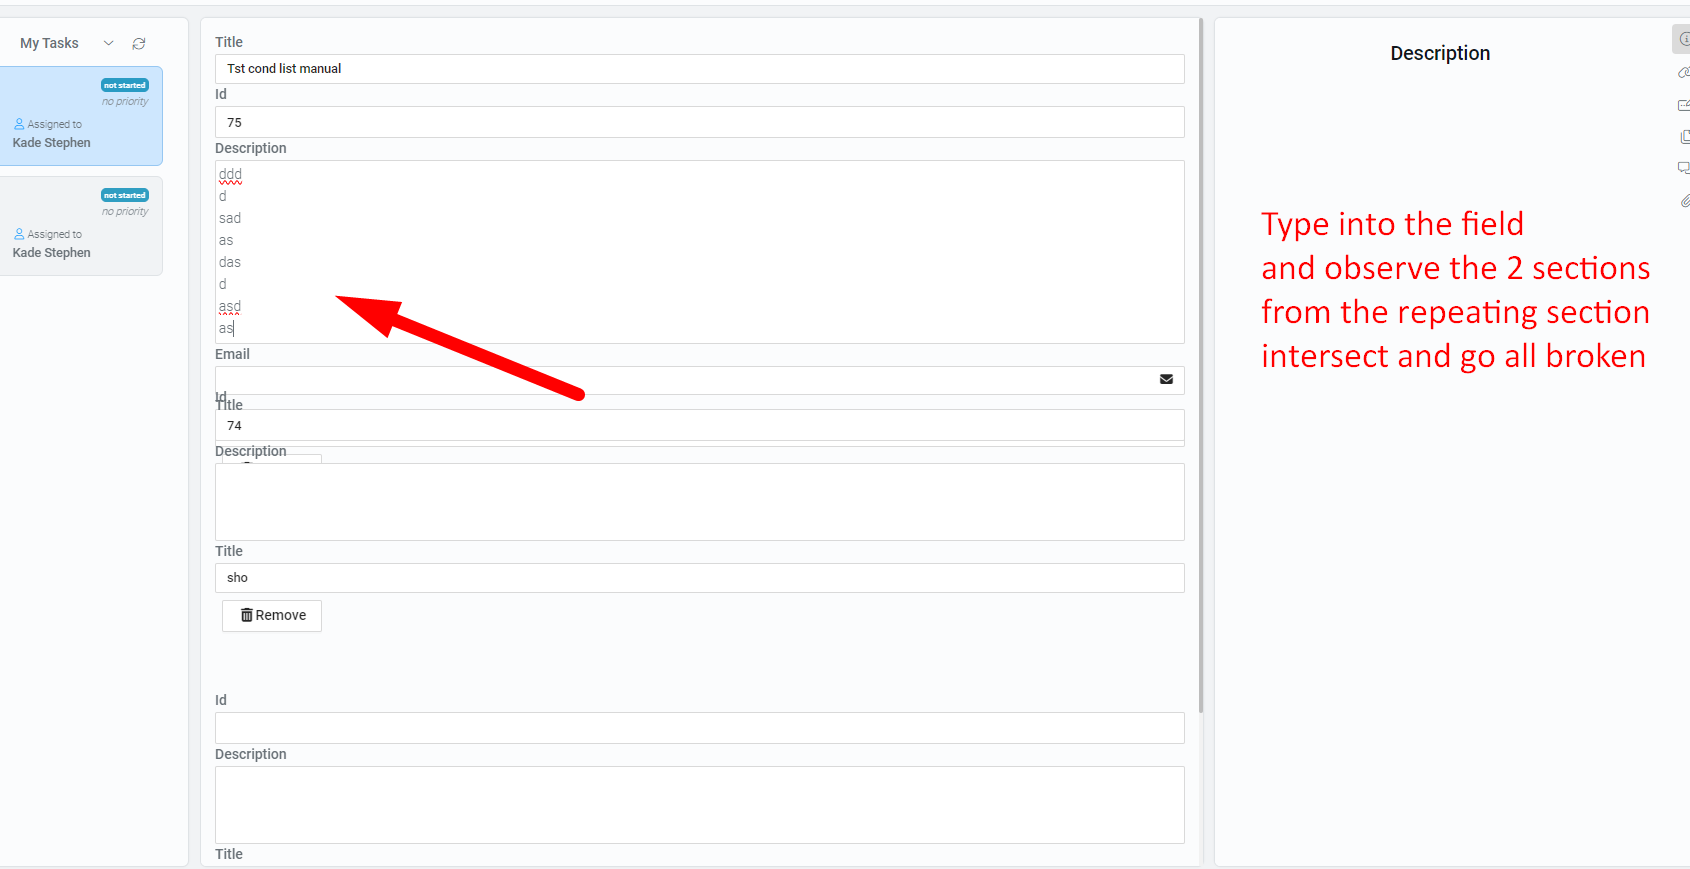 My Tasks
not started
no priority
Assigned to
Kade Stephen
not started
no priority
Assigned to
Kade Stephen
Title
Tst cond list manual
Id
75
Description
ddd
d
sad
as
das
d
asd
as
Email
Id
Title
74
Description
Title
sho
Remove
Id
Description
Title
Description
Type into the field
and observe the 2 sections
from the repeating section
intersect and go all broken